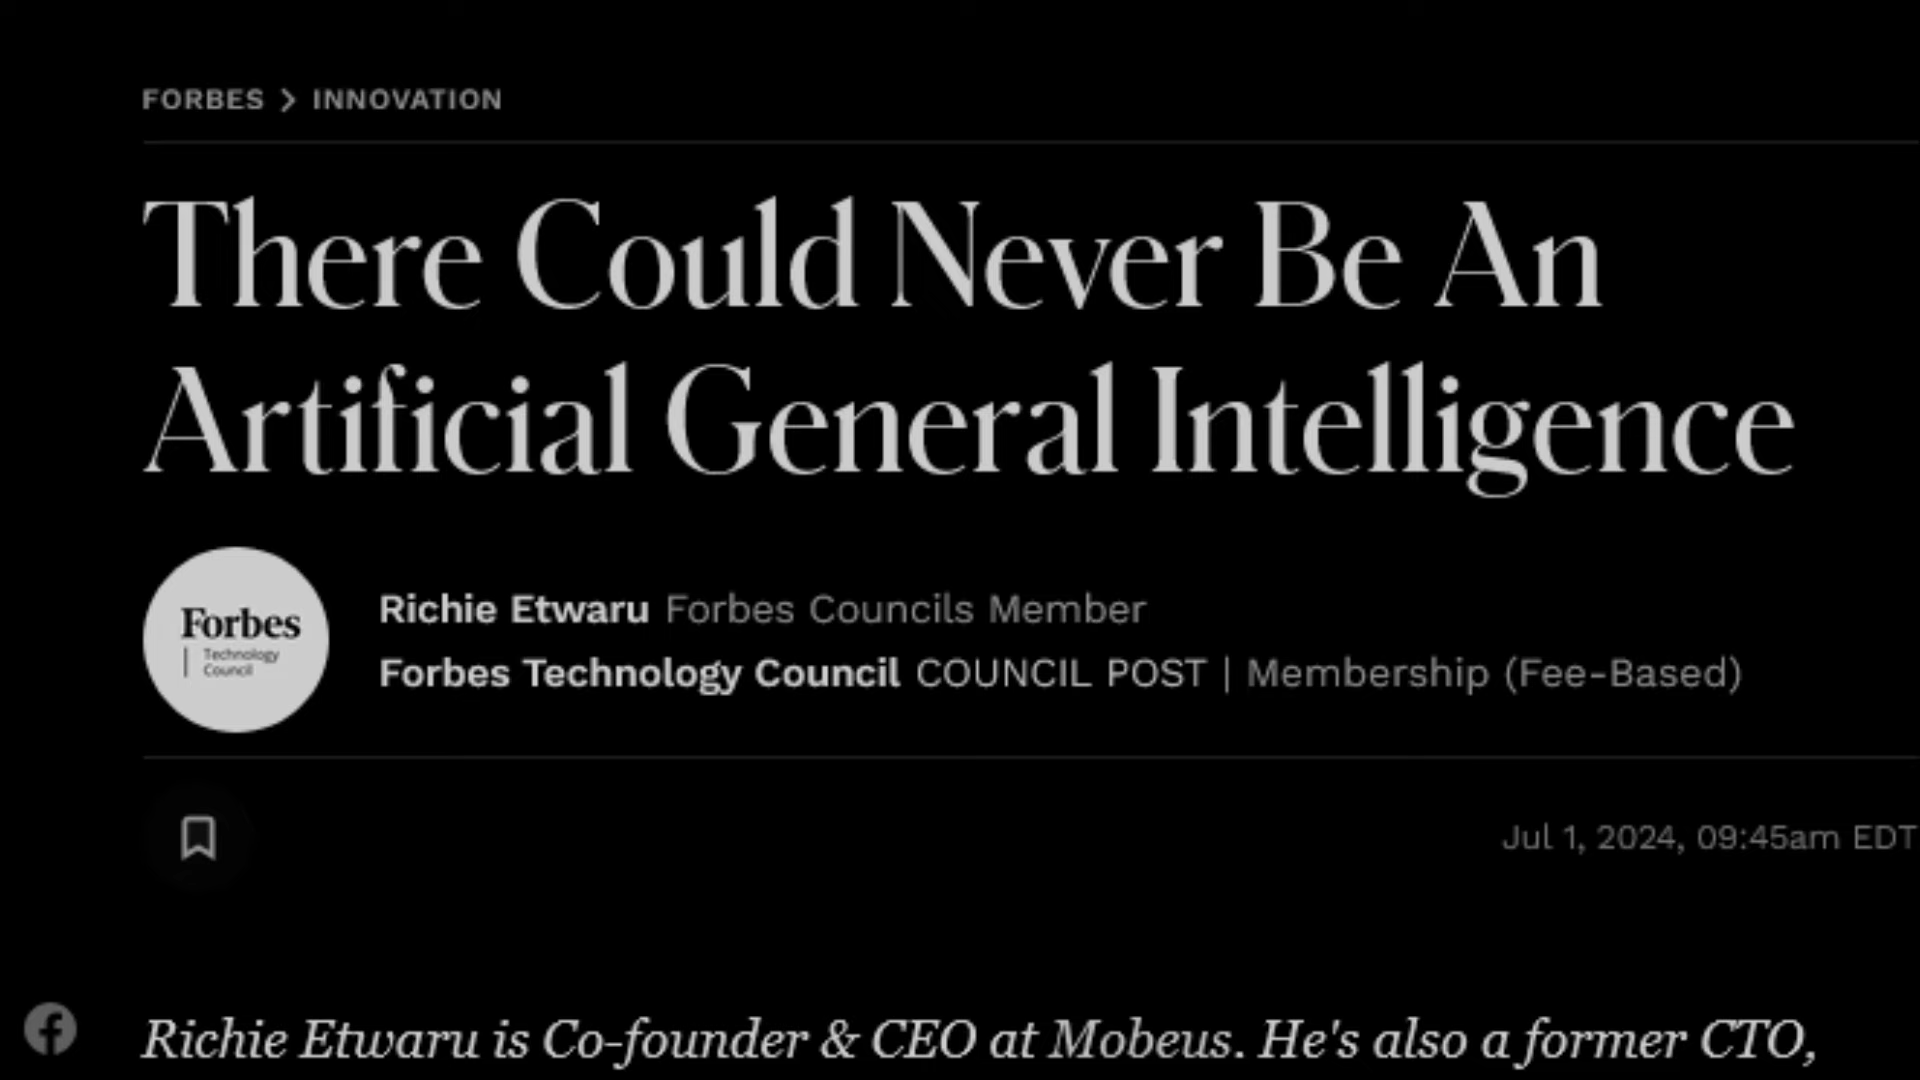 FORBES > INNOVATION
There Could Never Be An
Artificial General Intelligence
Forbes
Technology
Council
Richie Etwaru Forbes Councils Member
Forbes Technology Council COUNCIL POST | Membership (Fee-Based)
Jul 1, 2024, 09:45am EDT
Richie Etwaru is Co-founder & CEO at Mobeus. He's also a former CTO,